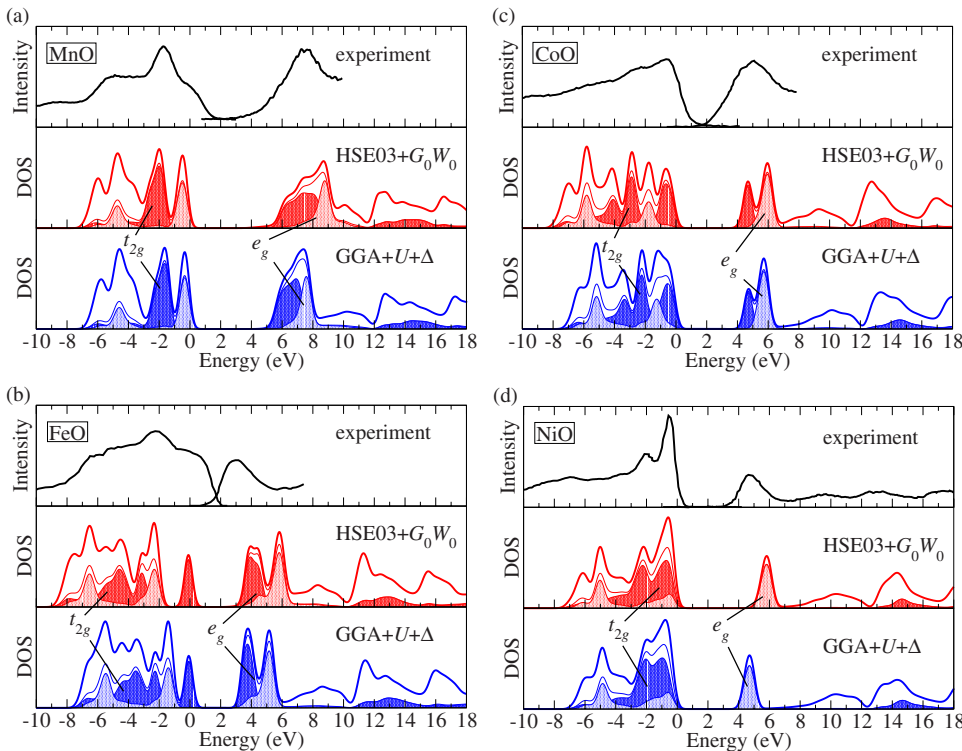 (a)
MnO
experiment
Intensity
HSE03+G₀W₀
DOS
t₂g
e_g
GGA+U+Δ
DOS
-10 -8 -6 -4 -2 0 2 4 6 8 10 12 14 16 18
Energy (eV)
(c)
CoO
experiment
Intensity
HSE03+G₀W₀
DOS
t₂g
e_g
GGA+U+Δ
DOS
-10 -8 -6 -4 -2 0 2 4 6 8 10 12 14 16 18
Energy (eV)
(b)
FeO
experiment
Intensity
HSE03+G₀W₀
DOS
t₂g
e_g
GGA+U+Δ
DOS
-10 -8 -6 -4 -2 0 2 4 6 8 10 12 14 16 18
Energy (eV)
(d)
NiO
experiment
Intensity
HSE03+G₀W₀
DOS
t₂g
e_g
GGA+U+Δ
DOS
-10 -8 -6 -4 -2 0 2 4 6 8 10 12 14 16 18
Energy (eV)